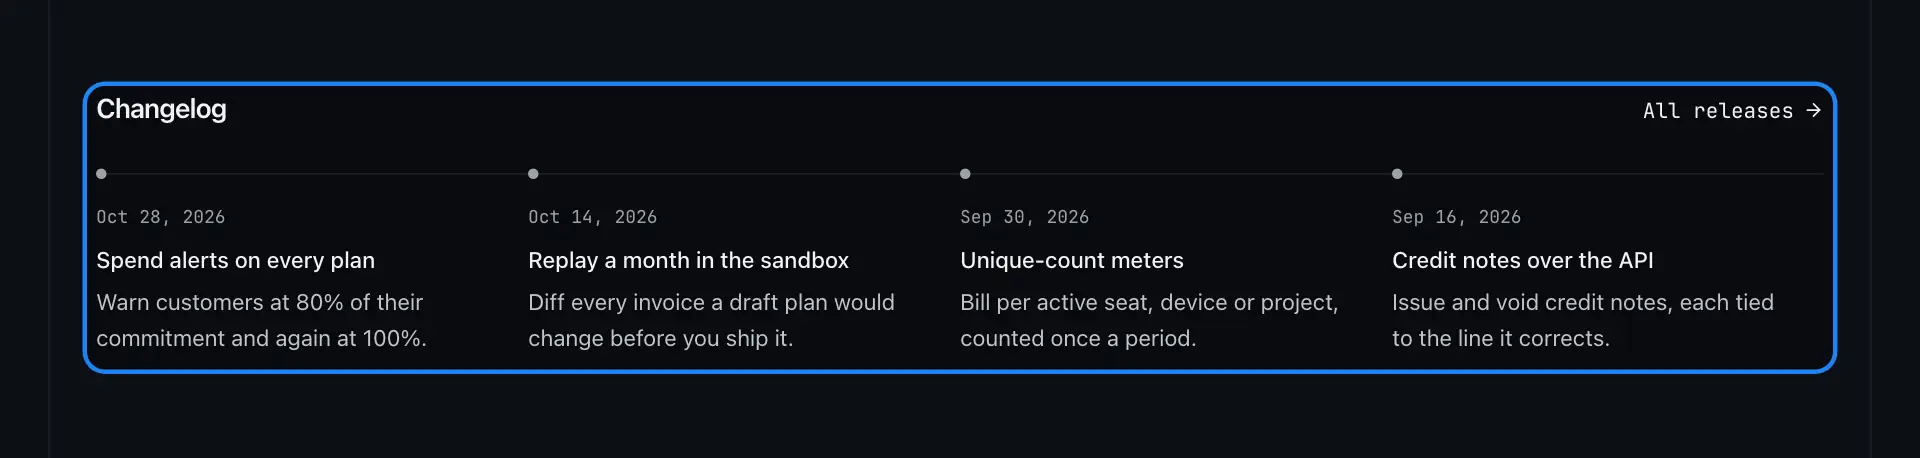 Changelog
All releases →
Oct 28, 2026
Spend alerts on every plan
Warn customers at 80% of their
commitment and again at 100%.
Oct 14, 2026
Replay a month in the sandbox
Diff every invoice a draft plan would
change before you ship it.
Sep 30, 2026
Unique-count meters
Bill per active seat, device or project,
counted once a period.
Sep 16, 2026
Credit notes over the API
Issue and void credit notes, each tied
to the line it corrects.